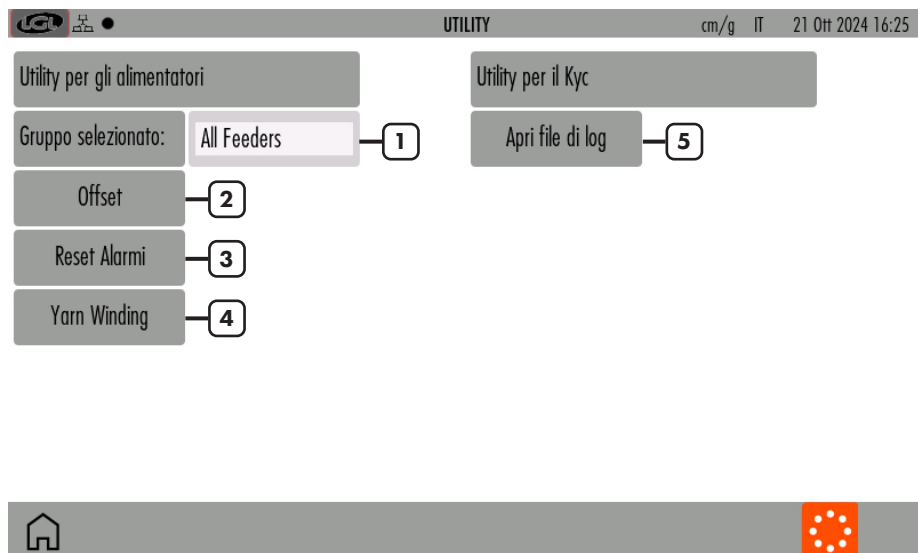 LGL UTILITY cm/g IT 21 Ott 2024 16:25
Utility per gli alimentatori
Utility per il Kyc
Gruppo selezionato: All Feeders 1
Apri file di log 5
Offset 2
Reset Alarmi 3
Yarn Winding 4